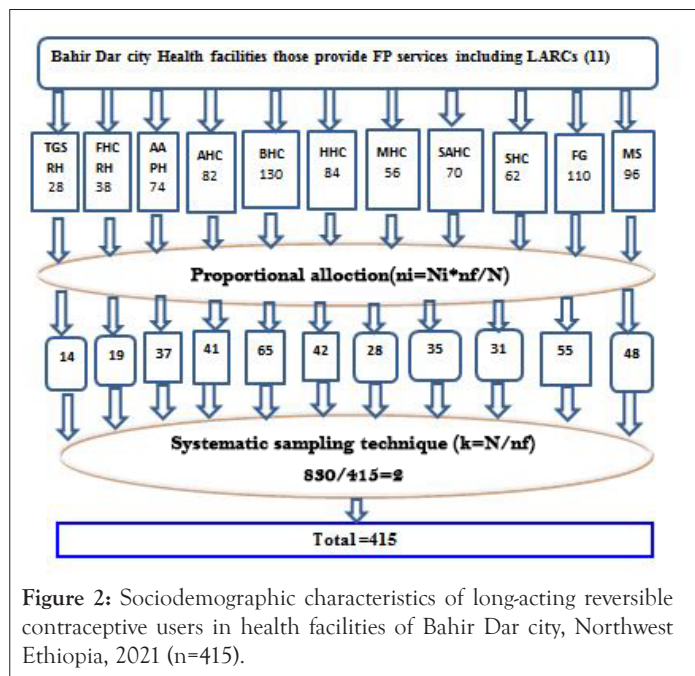 Bahir Dar city Health facilities those provide FP services including LARCs (11)
TGS
RH
28
FHC
RH
38
AA
PH
74
AHC
82
BHC
130
HHC
84
MHC
56
SAHC
70
SHC
62
FG
110
MS
96
Proportional alloction(ni=Ni*nf/N)
14
19
37
41
65
42
28
35
31
55
48
Systematic sampling technique (k=N/nf)
830/415=2
Total=415
Figure 2: Sociodemographic characteristics of long-acting reversible
contraceptive users in health facilities of Bahir Dar city, Northwest
Ethiopia, 2021 (n=415).